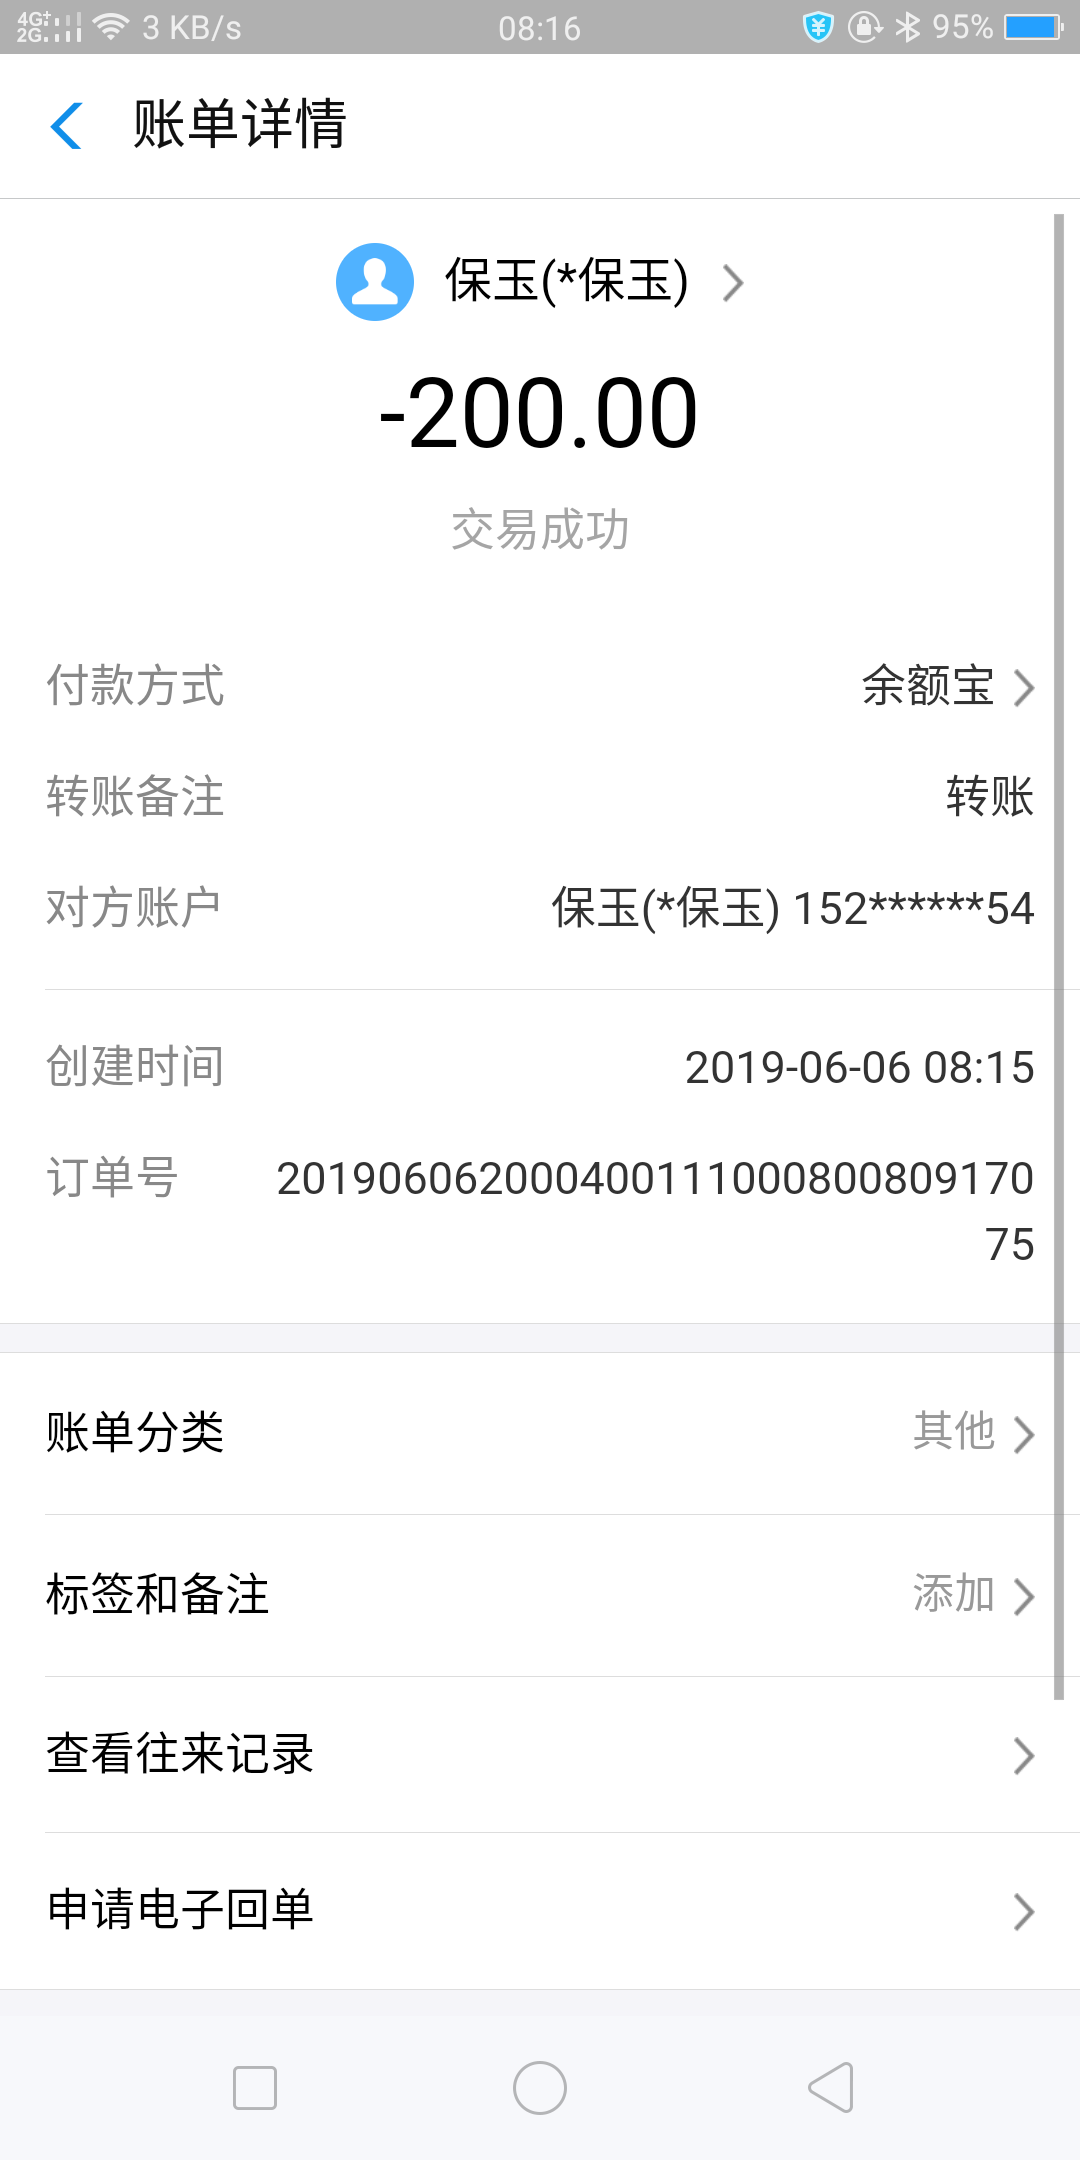 4G+ 2G 3 KB/s 08:16 95%
账单详情
保玉(*保玉)
-200.00
交易成功
付款方式 余额宝
转账备注 转账
对方账户 保玉(*保玉) 152******54
创建时间 2019-06-06 08:15
订单号 201906062000400111000800809170
75
账单分类 其他
标签和备注 添加
查看往来记录
申请电子回单